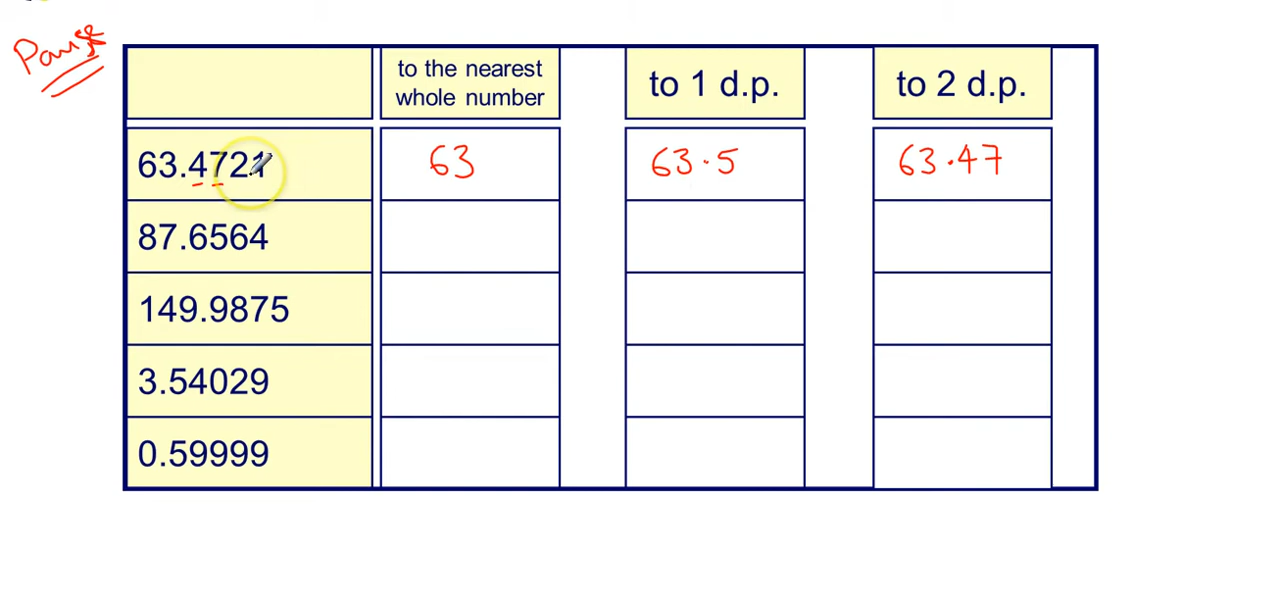 Pause
to the nearest
whole number
to 1 d.p.
to 2 d.p.
63.4721
63
63.5
63.47
87.6564
149.9875
3.54029
0.59999